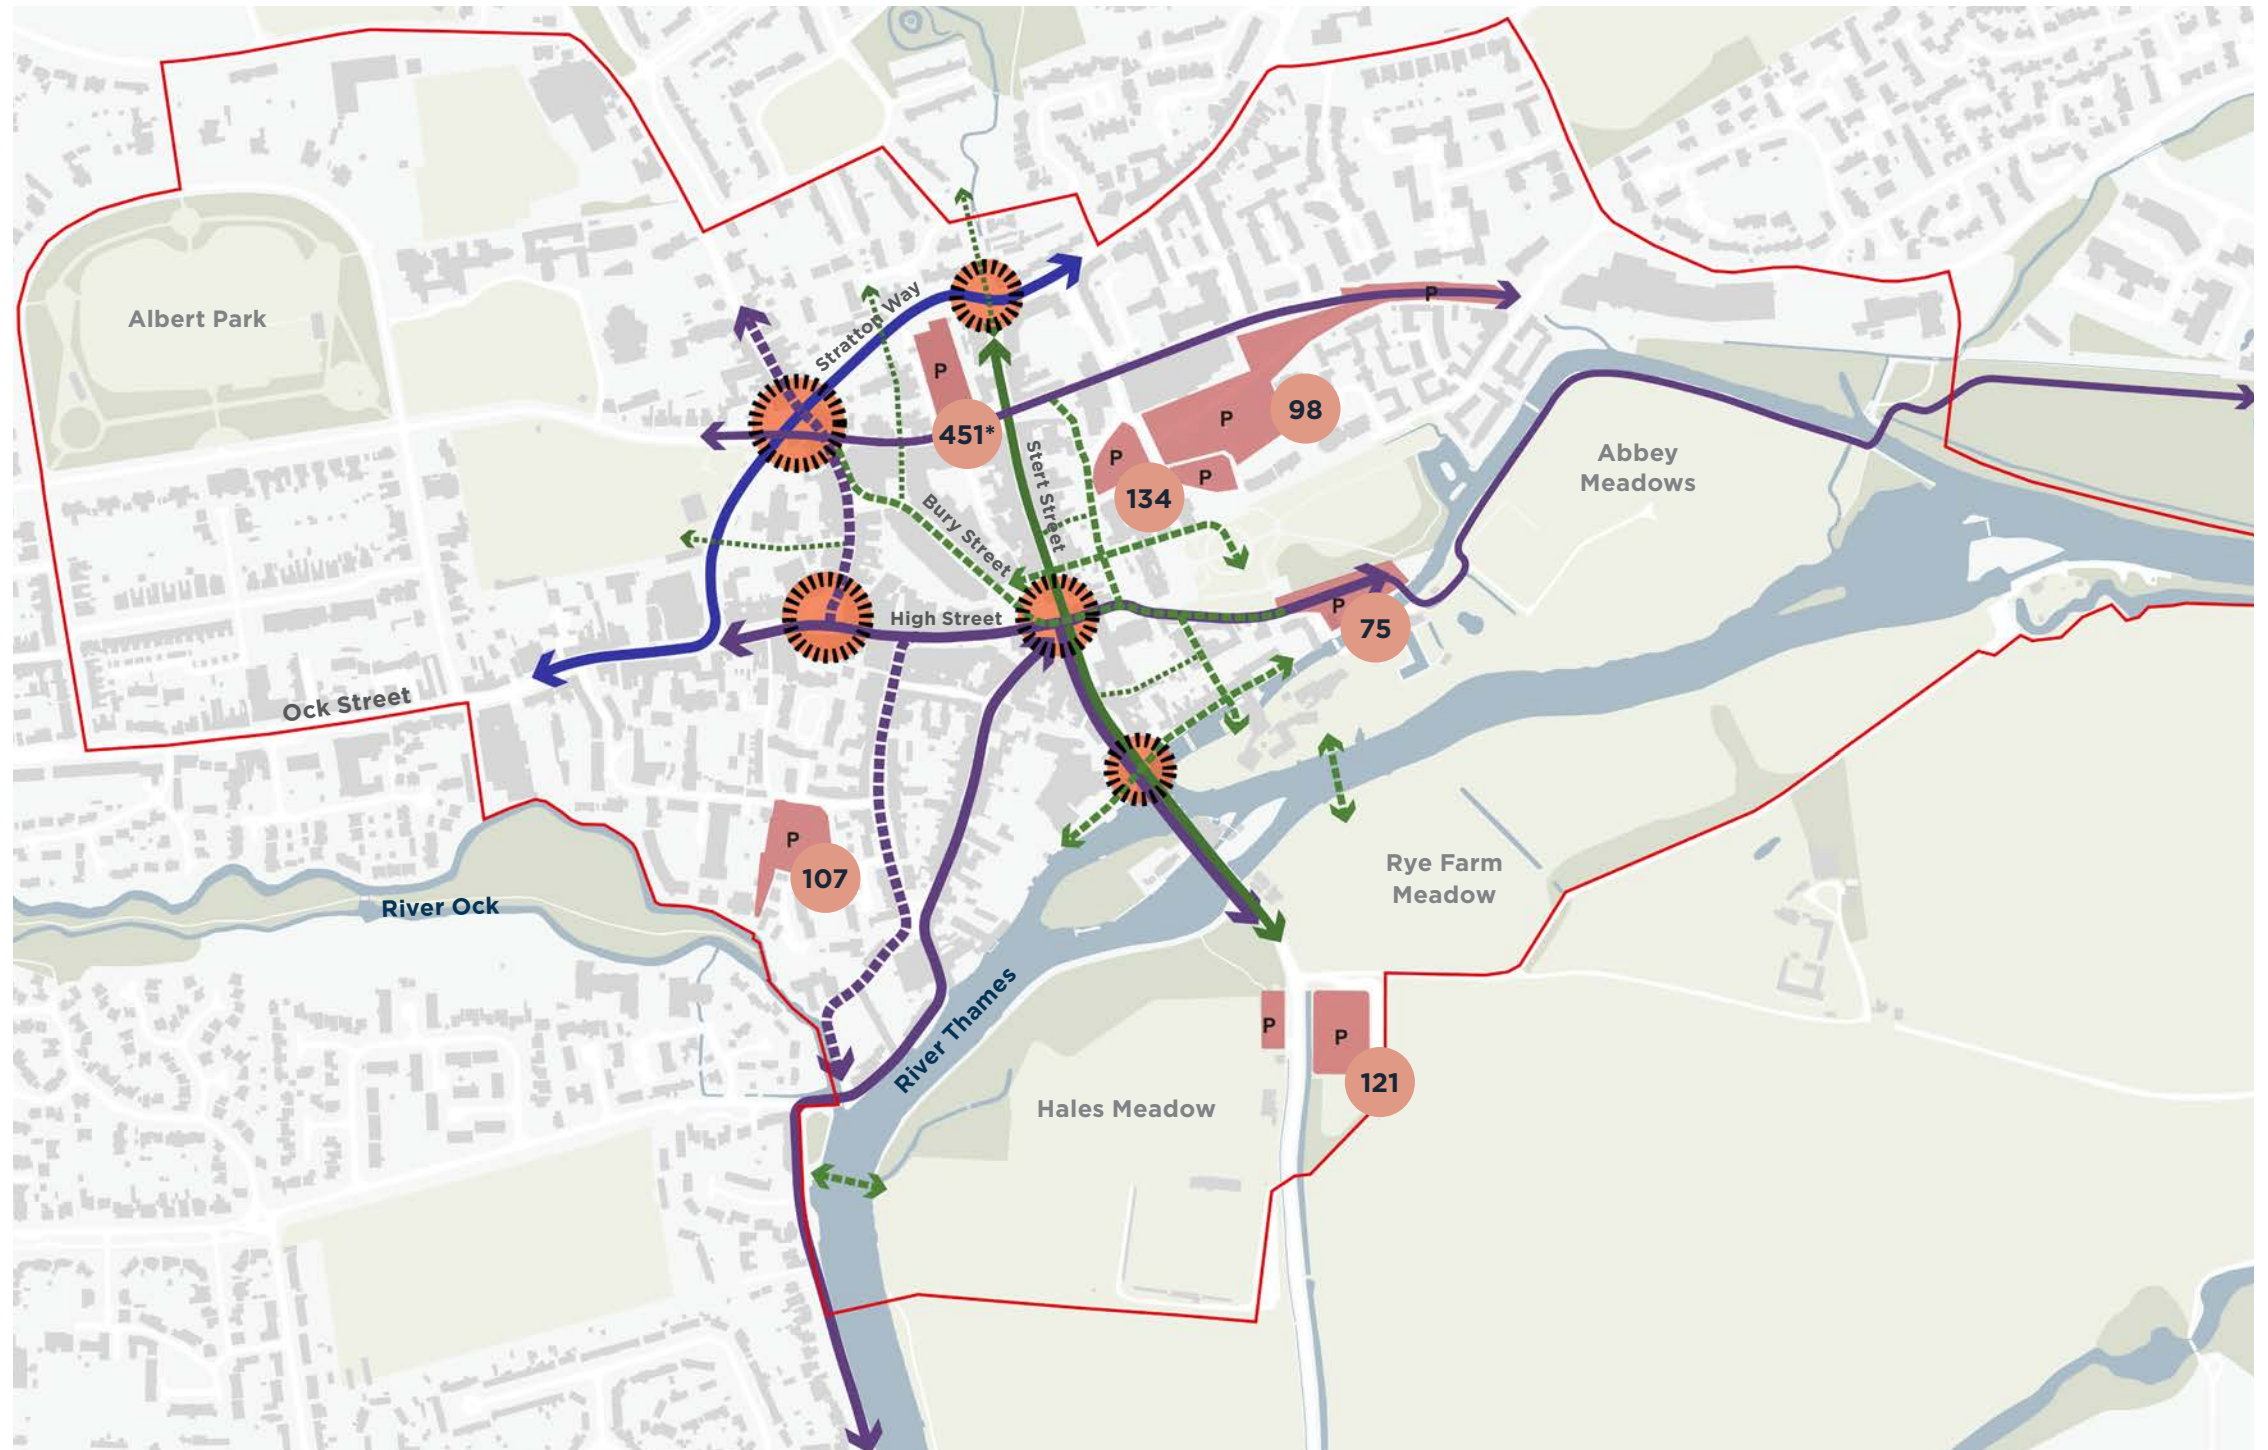 P
Albert Park
Stratton Way
P
98
P
451*
Stert Street
P
P
134
Abbey
Meadows
Bury Street
High Street
P
75
Ock Street
P
107
River Ock
Rye Farm
Meadow
River Thames
P
P
121
Hales Meadow